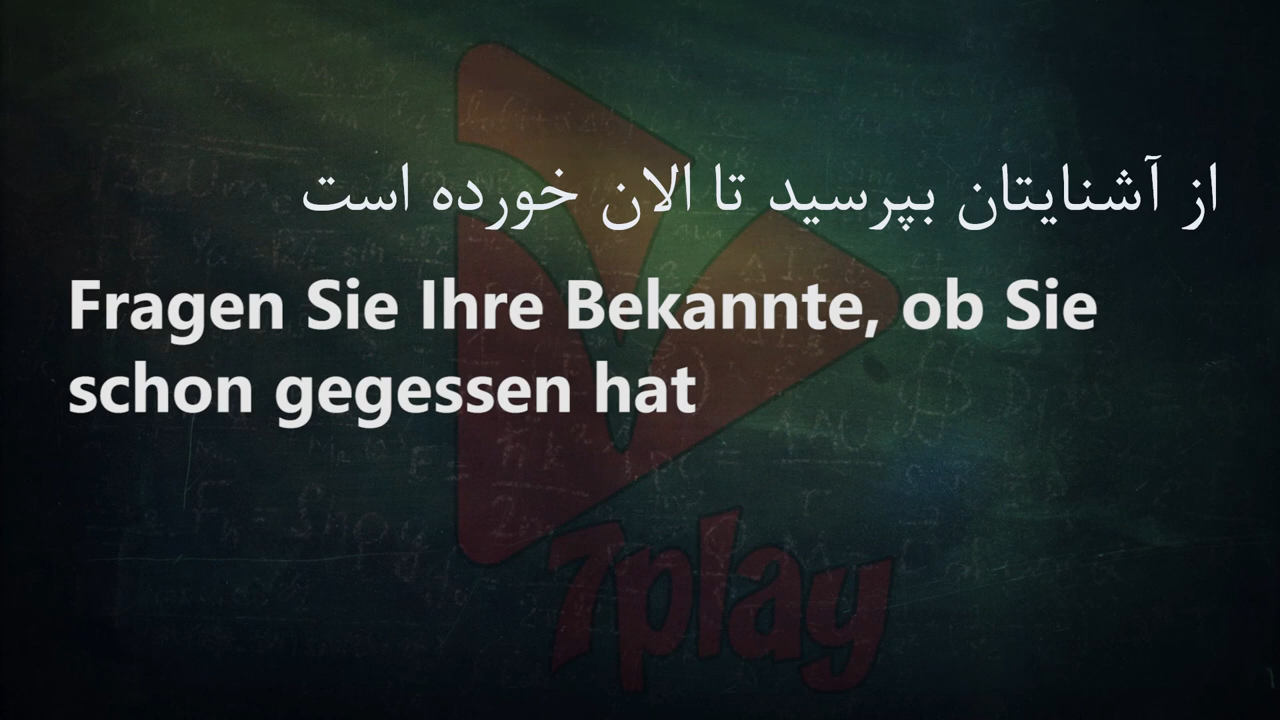 از آشنایتان بپرسید تا الان خورده است
Fragen Sie Ihre Bekannte, ob Sie
schon gegessen hat
7play